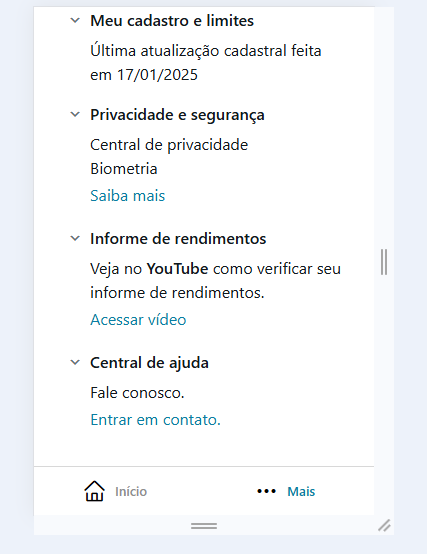 Meu cadastro e limites
Última atualização cadastral feita
em 17/01/2025
Privacidade e segurança
Central de privacidade
Biometria
Saiba mais
Informe de rendimentos
Veja no YouTube como verificar seu
informe de rendimentos.
Acessar vídeo
Central de ajuda
Fale conosco.
Entrar em contato.
Início
Mais